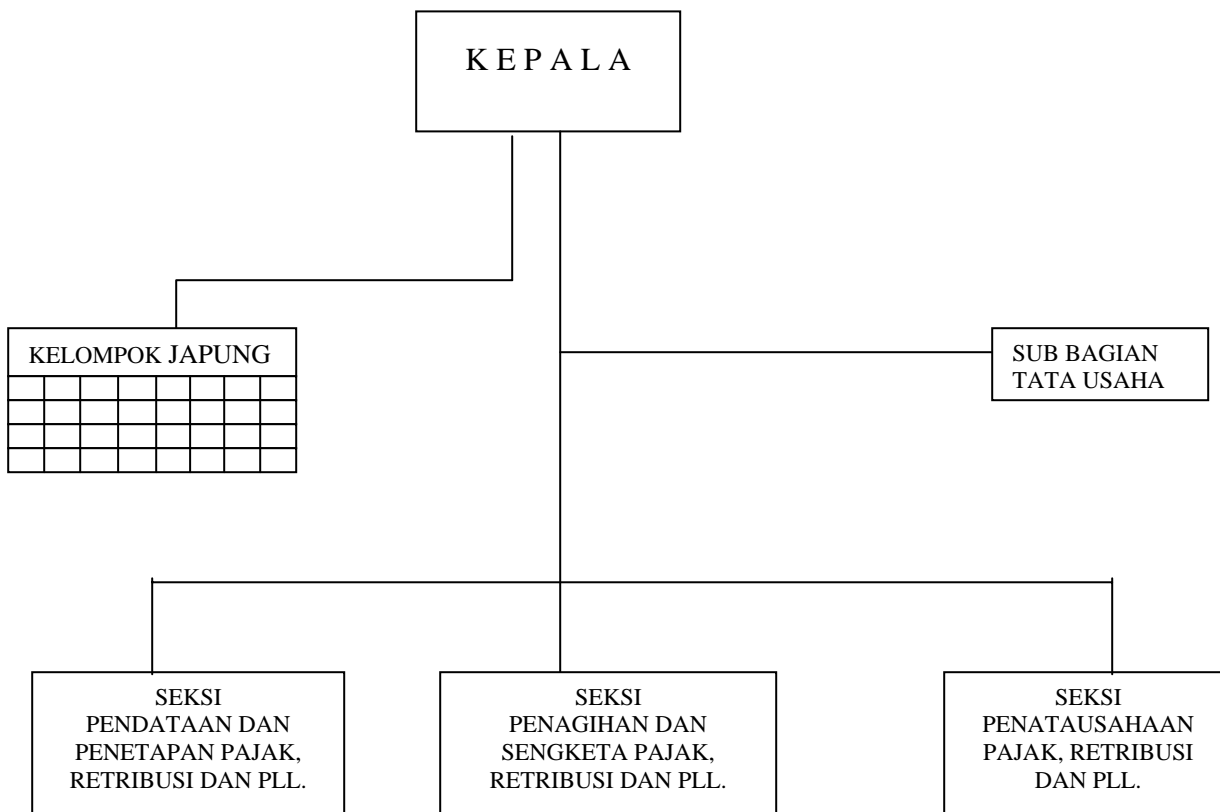 K E P A L A
KELOMPOK JAPUNG
SUB BAGIAN
TATA USAHA
SEKSI
PENDATAAN DAN
PENETAPAN PAJAK,
RETRIBUSI DAN PLL.
SEKSI
PENAGIHAN DAN
SENGKETA PAJAK,
RETRIBUSI DAN PLL.
SEKSI
PENATAUSAHAAN
PAJAK, RETRIBUSI
DAN PLL.